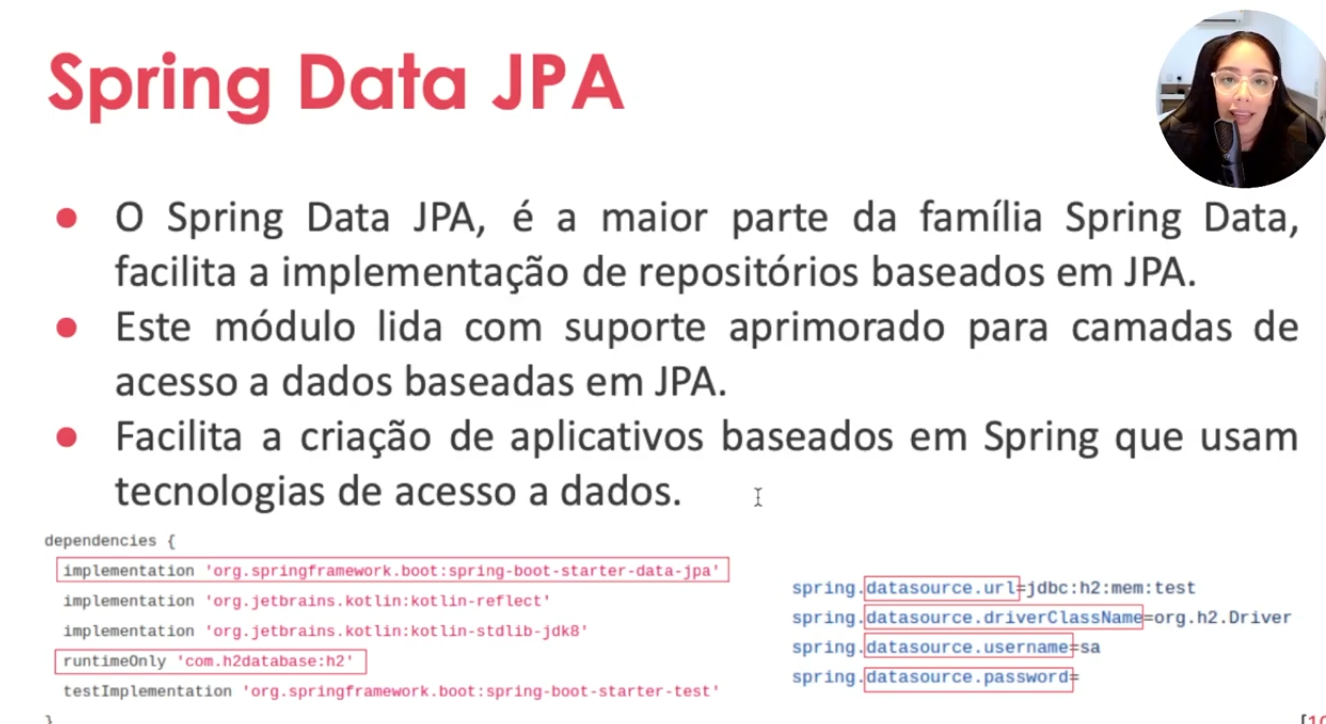 Spring Data JPA
● O Spring Data JPA, é a maior parte da família Spring Data,
facilita a implementação de repositórios baseados em JPA.
● Este módulo lida com suporte aprimorado para camadas de
acesso a dados baseadas em JPA.
● Facilita a criação de aplicativos baseados em Spring que usam
tecnologias de acesso a dados.
dependencies {
implementation 'org.springframework.boot:spring-boot-starter-data-jpa'
implementation 'org.jetbrains.kotlin:kotlin-reflect'
implementation 'org.jetbrains.kotlin:kotlin-stdlib-jdk8'
runtimeOnly 'com.h2database:h2'
testImplementation 'org.springframework.boot:spring-boot-starter-test'
}
spring.datasource.url=jdbc:h2:mem:test
spring.datasource.driverClassName=org.h2.Driver
spring.datasource.username=sa
spring.datasource.password=